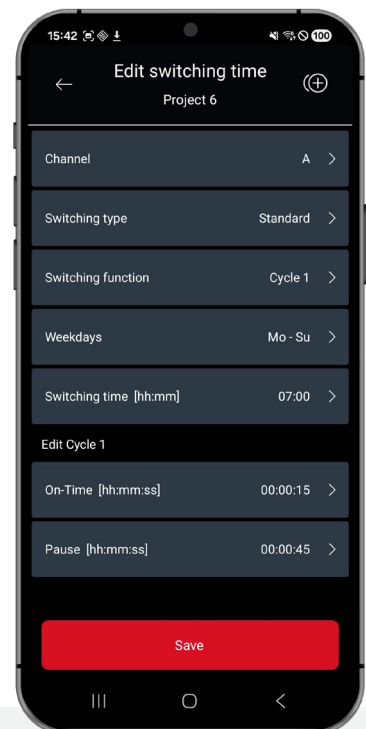 15:42 100
Edit switching time
Project 6
Channel A
Switching type Standard
Switching function Cycle 1
Weekdays Mo - Su
Switching time [hh:mm] 07:00
Edit Cycle 1
On-Time [hh:mm:ss] 00:00:15
Pause [hh:mm:ss] 00:00:45
Save